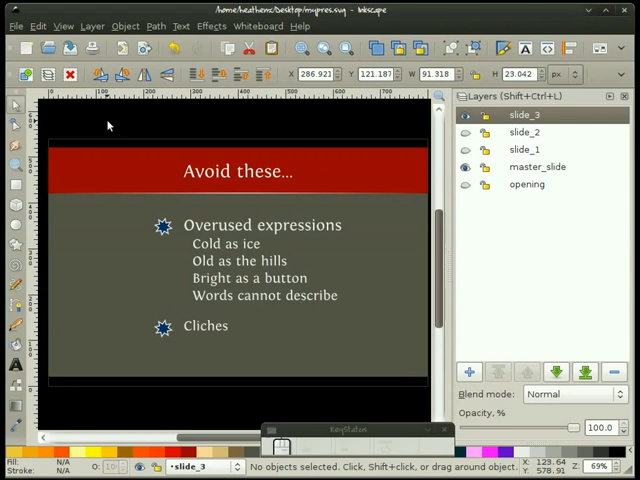 /home/heathenx/Desktop/mypres.svg - Inkscape
File Edit View Layer Object Path Text Effects Whiteboard Help
X 286.921 Y 121.187 W 91.318 H 23.042 px
Layers (Shift+Ctrl+L)
slide_3
slide_2
slide_1
master_slide
opening
Avoid these...
Overused expressions
Cold as ice
Old as the hills
Bright as a button
Words cannot describe
Cliches
Blend mode: Normal
Opacity, % 100.0
KeyStatus
Fill: N/A
Stroke: N/A
O:
•slide_3
No objects selected. Click, Shift+click, or drag around object.
X: 123.64
Y: 578.91
Z: 69%